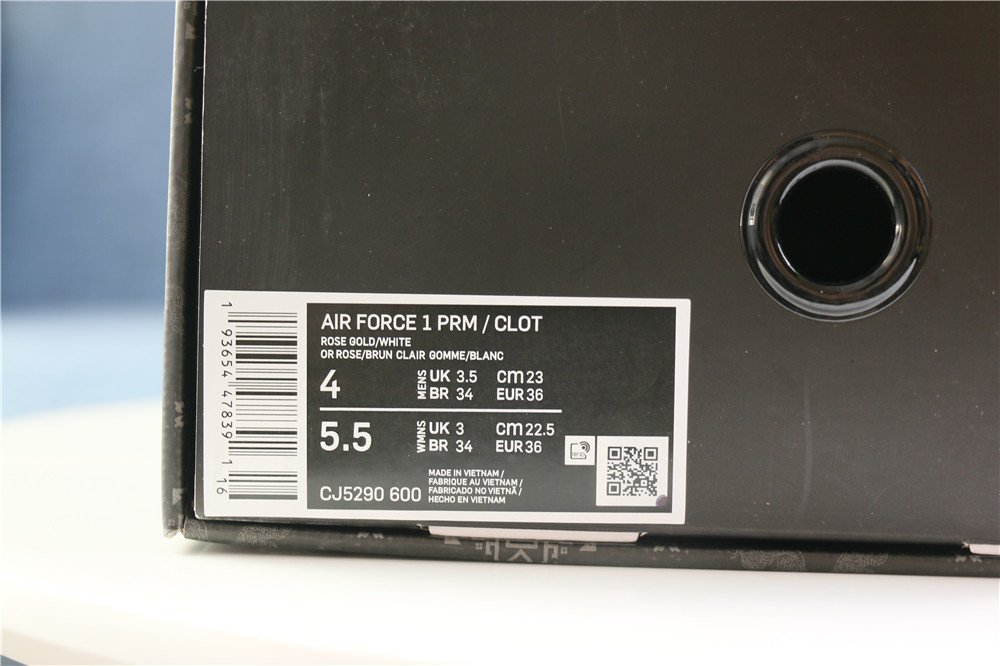 AIR FORCE 1 PRM / CLOT
ROSE GOLD/WHITE
OR ROSE/BRUN CLAIR GOMME/BLANC
4 MENS UK 3.5 cm 23
BR 34 EUR 36
5.5 WMNS UK 3 cm 22.5
BR 34 EUR 36
MADE IN VIETNAM /
FABRIQUE AU VIETNAM /
FABRICADO NO VIETNÃ /
HECHO EN VIETNAM
CJ5290 600
1 93654 47839 1 16